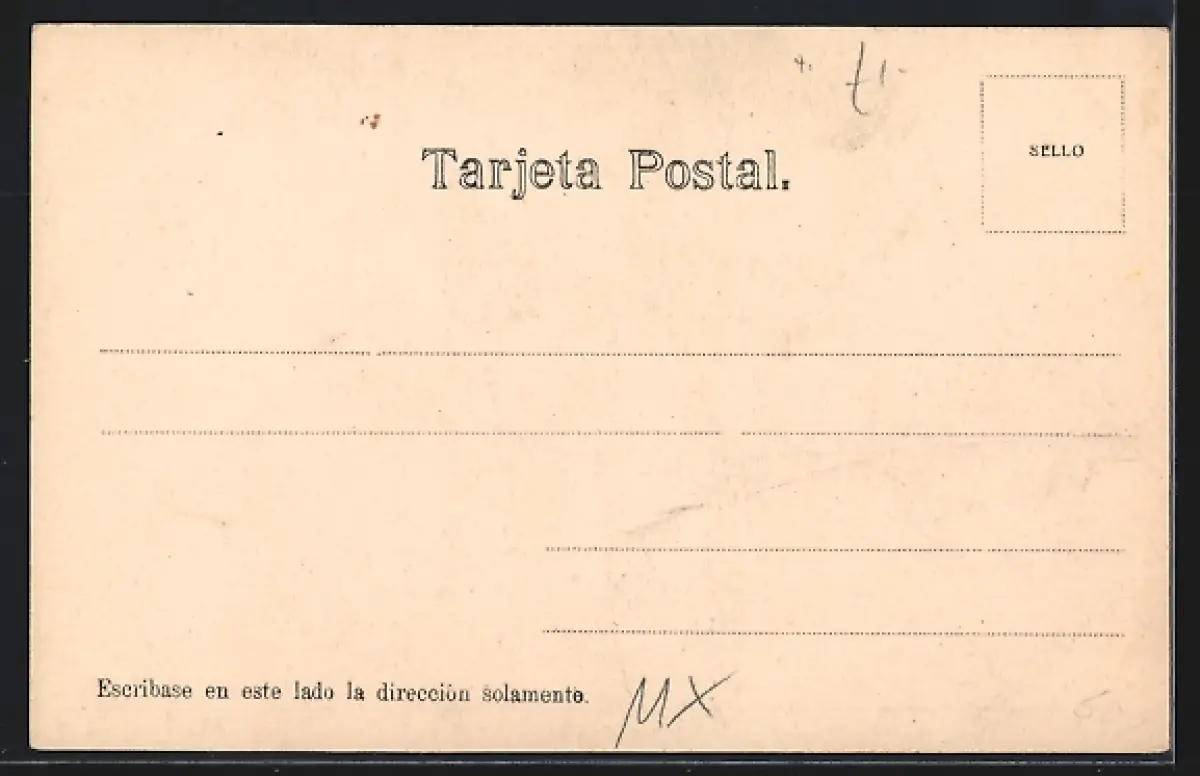 Tarjeta Postal.
SELLO
Escribase en este lado la dirección solamente.
MX